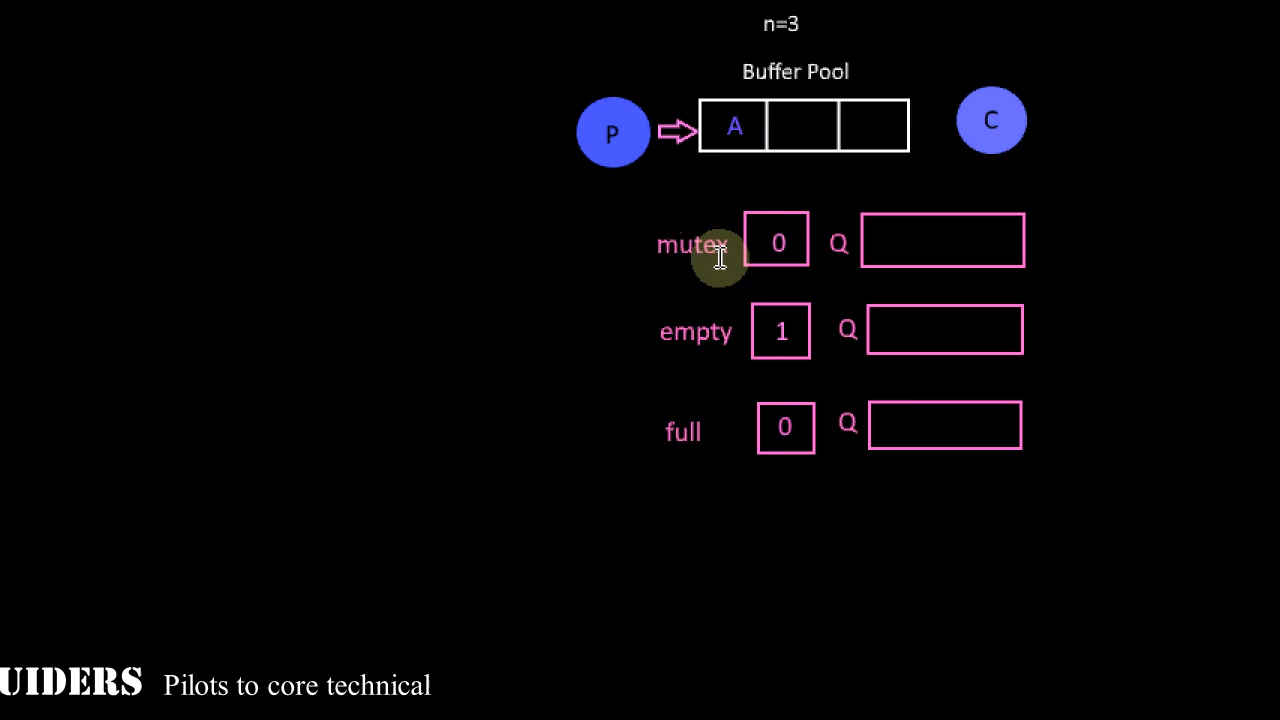 n=3
Buffer Pool
P A C
mutex 0 Q
empty 1 Q
full 0 Q
UIDERS Pilots to core technical